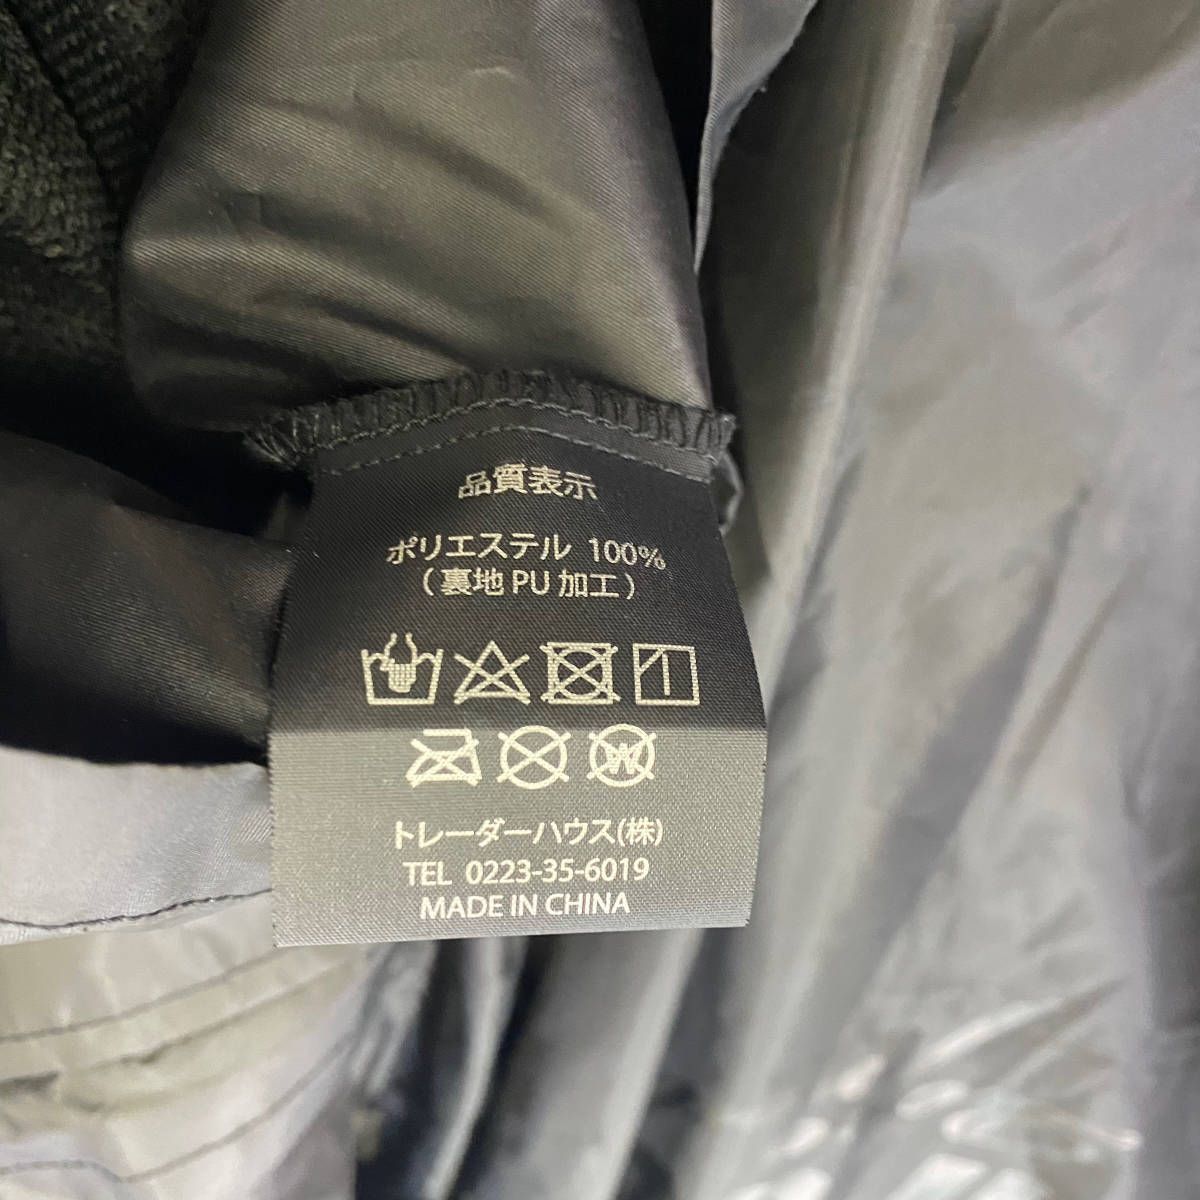 品質表示
ポリエステル 100%
(裏地PU加工)
W
トレーダーハウス(株)
TEL 0223-35-6019
MADE IN CHINA